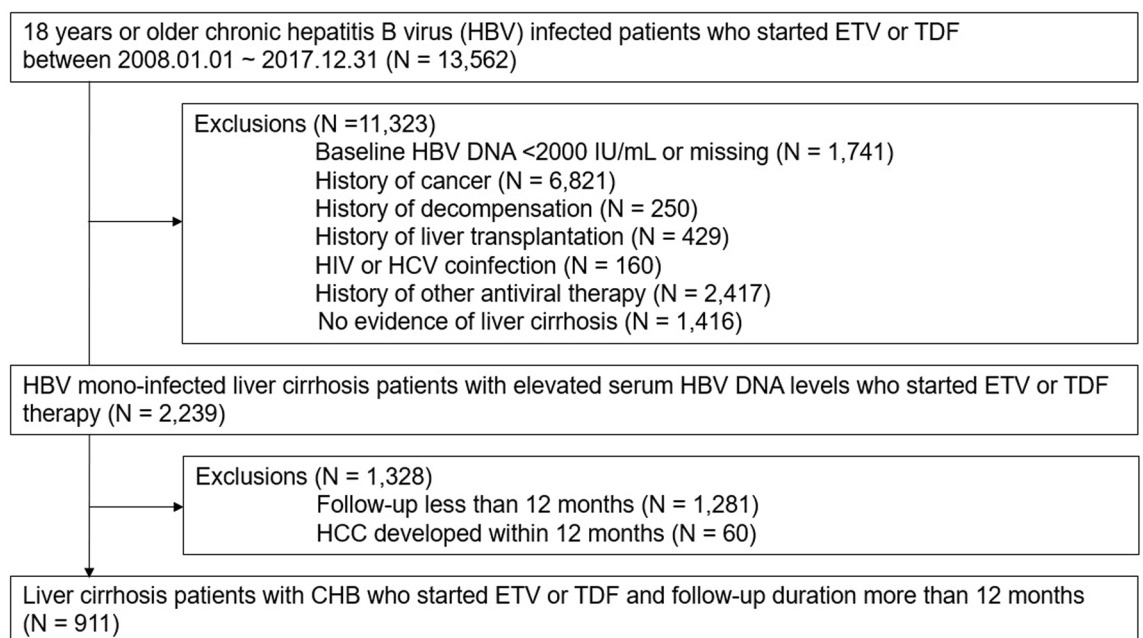 18 years or older chronic hepatitis B virus (HBV) infected patients who started ETV or TDF
between 2008.01.01 ~ 2017.12.31 (N = 13,562)
Exclusions (N =11,323)
Baseline HBV DNA <2000 IU/mL or missing (N = 1,741)
History of cancer (N = 6,821)
History of decompensation (N = 250)
History of liver transplantation (N = 429)
HIV or HCV coinfection (N = 160)
History of other antiviral therapy (N = 2,417)
No evidence of liver cirrhosis (N = 1,416)
HBV mono-infected liver cirrhosis patients with elevated serum HBV DNA levels who started ETV or TDF
therapy (N = 2,239)
Exclusions (N = 1,328)
Follow-up less than 12 months (N = 1,281)
HCC developed within 12 months (N = 60)
Liver cirrhosis patients with CHB who started ETV or TDF and follow-up duration more than 12 months
(N = 911)